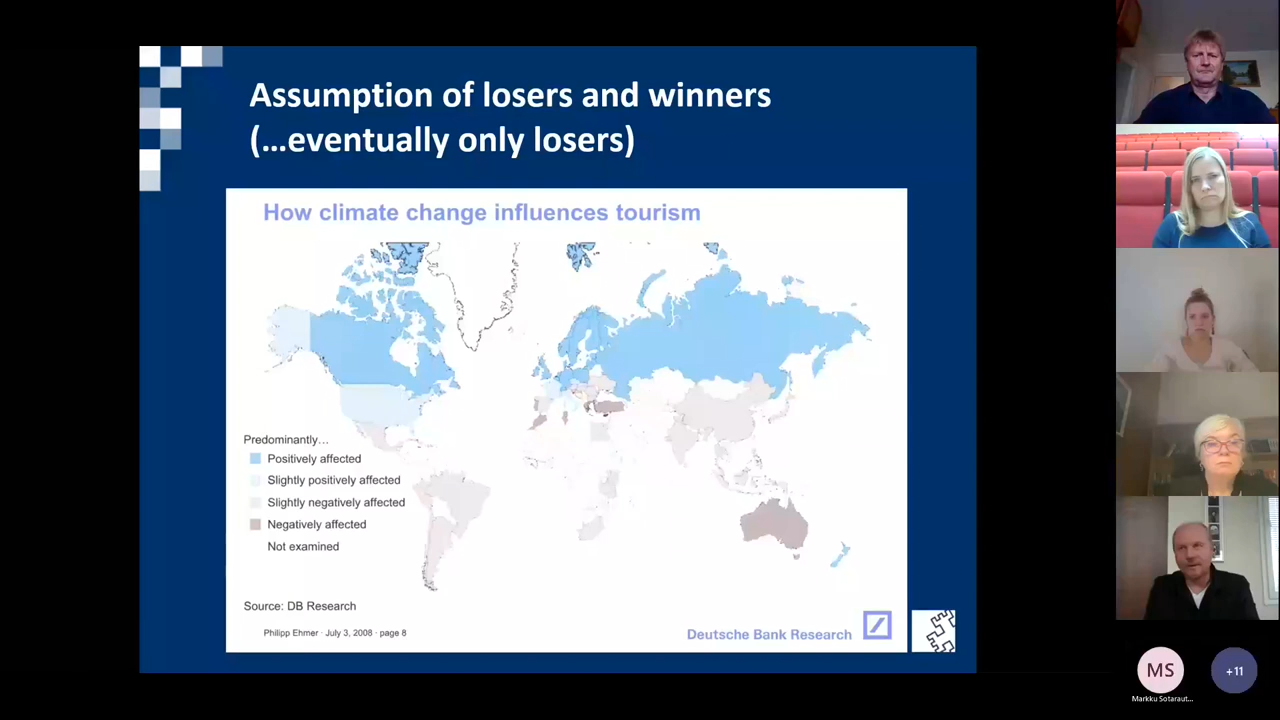 Assumption of losers and winners
(…eventually only losers)
How climate change influences tourism
Predominantly…
Positively affected
Slightly positively affected
Slightly negatively affected
Negatively affected
Not examined
Source: DB Research
Philipp Ehmer · July 3, 2008 · page 8
Deutsche Bank Research
MS
+11
Markku Sotaraut...